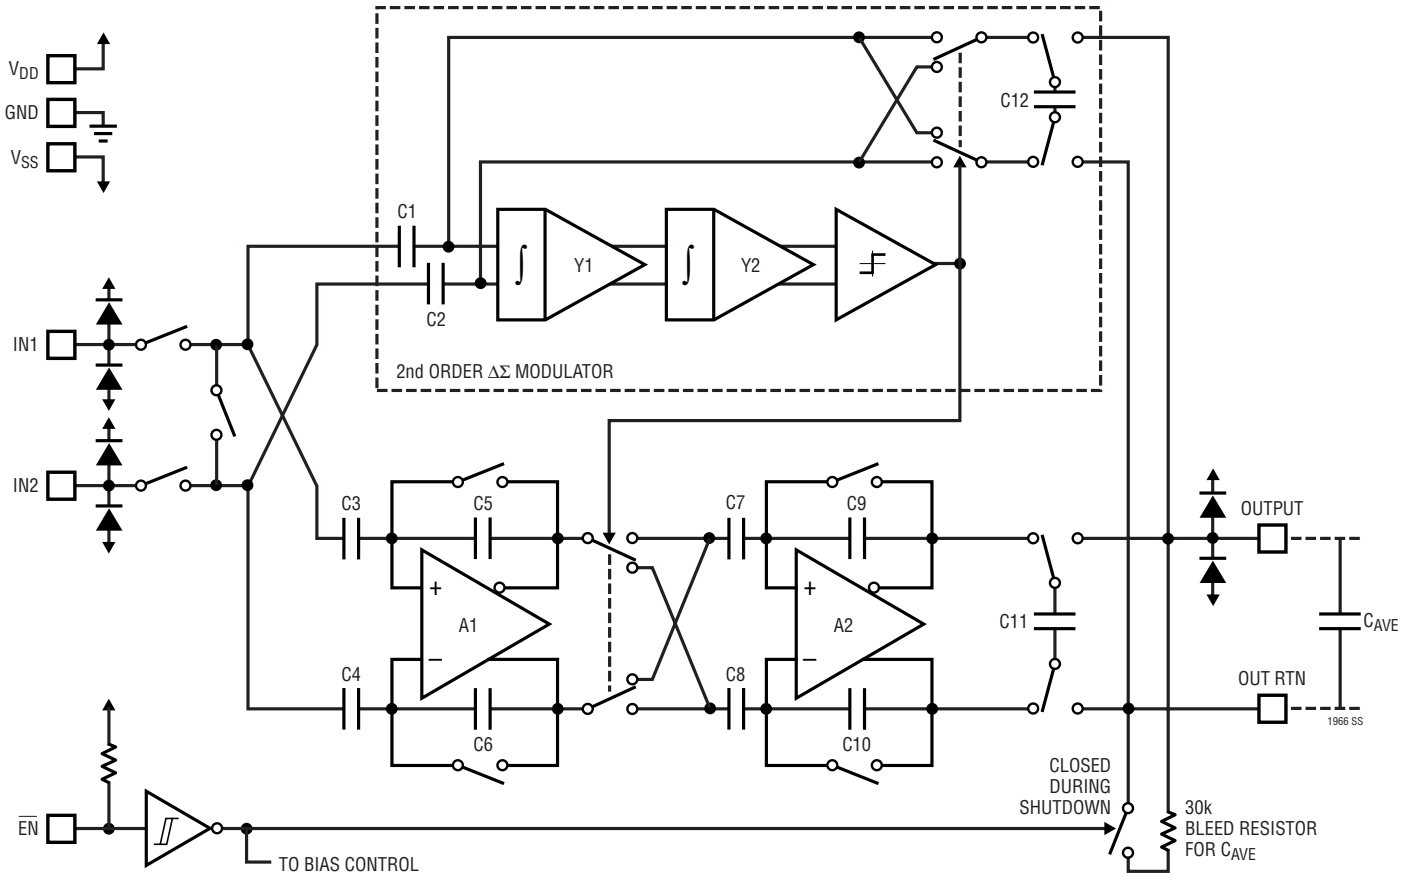 VDD
GND
VSS
C12
C1
C2
∫
Y1
∫
Y2
2nd ORDER ΔΣ MODULATOR
IN1
IN2
C3
C5
C7
C9
OUTPUT
+
A1
−
+
A2
−
C11
CAVE
C4
C6
C8
C10
OUT RTN
1966 SS
CLOSED
DURING
SHUTDOWN
30k
BLEED RESISTOR
FOR CAVE
E̅N̅
TO BIAS CONTROL